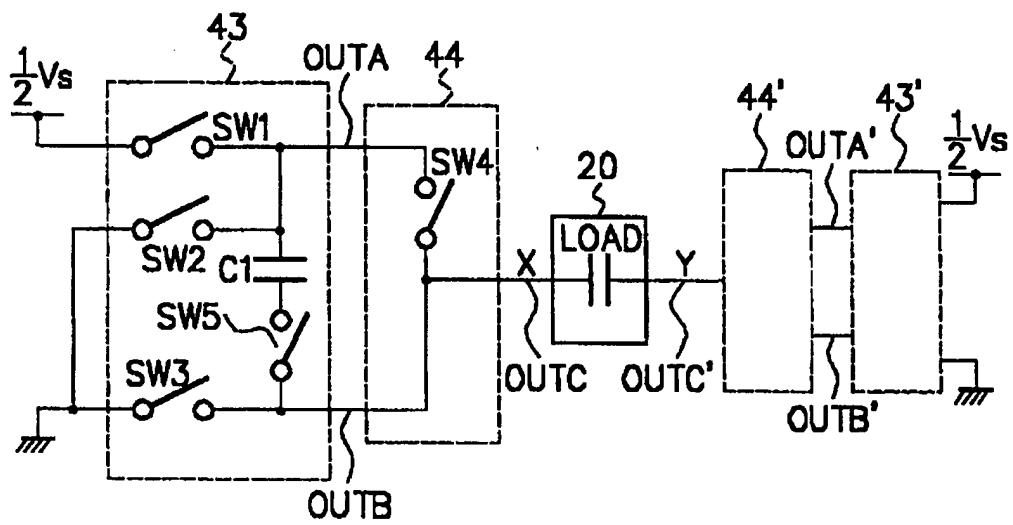 43
OUTA
44
½Vs
SW1
SW4
SW2
C1
SW5
SW3
OUTB
20
LOAD
X
Y
OUTC
OUTC'
44'
43'
OUTA'
½Vs
OUTB'